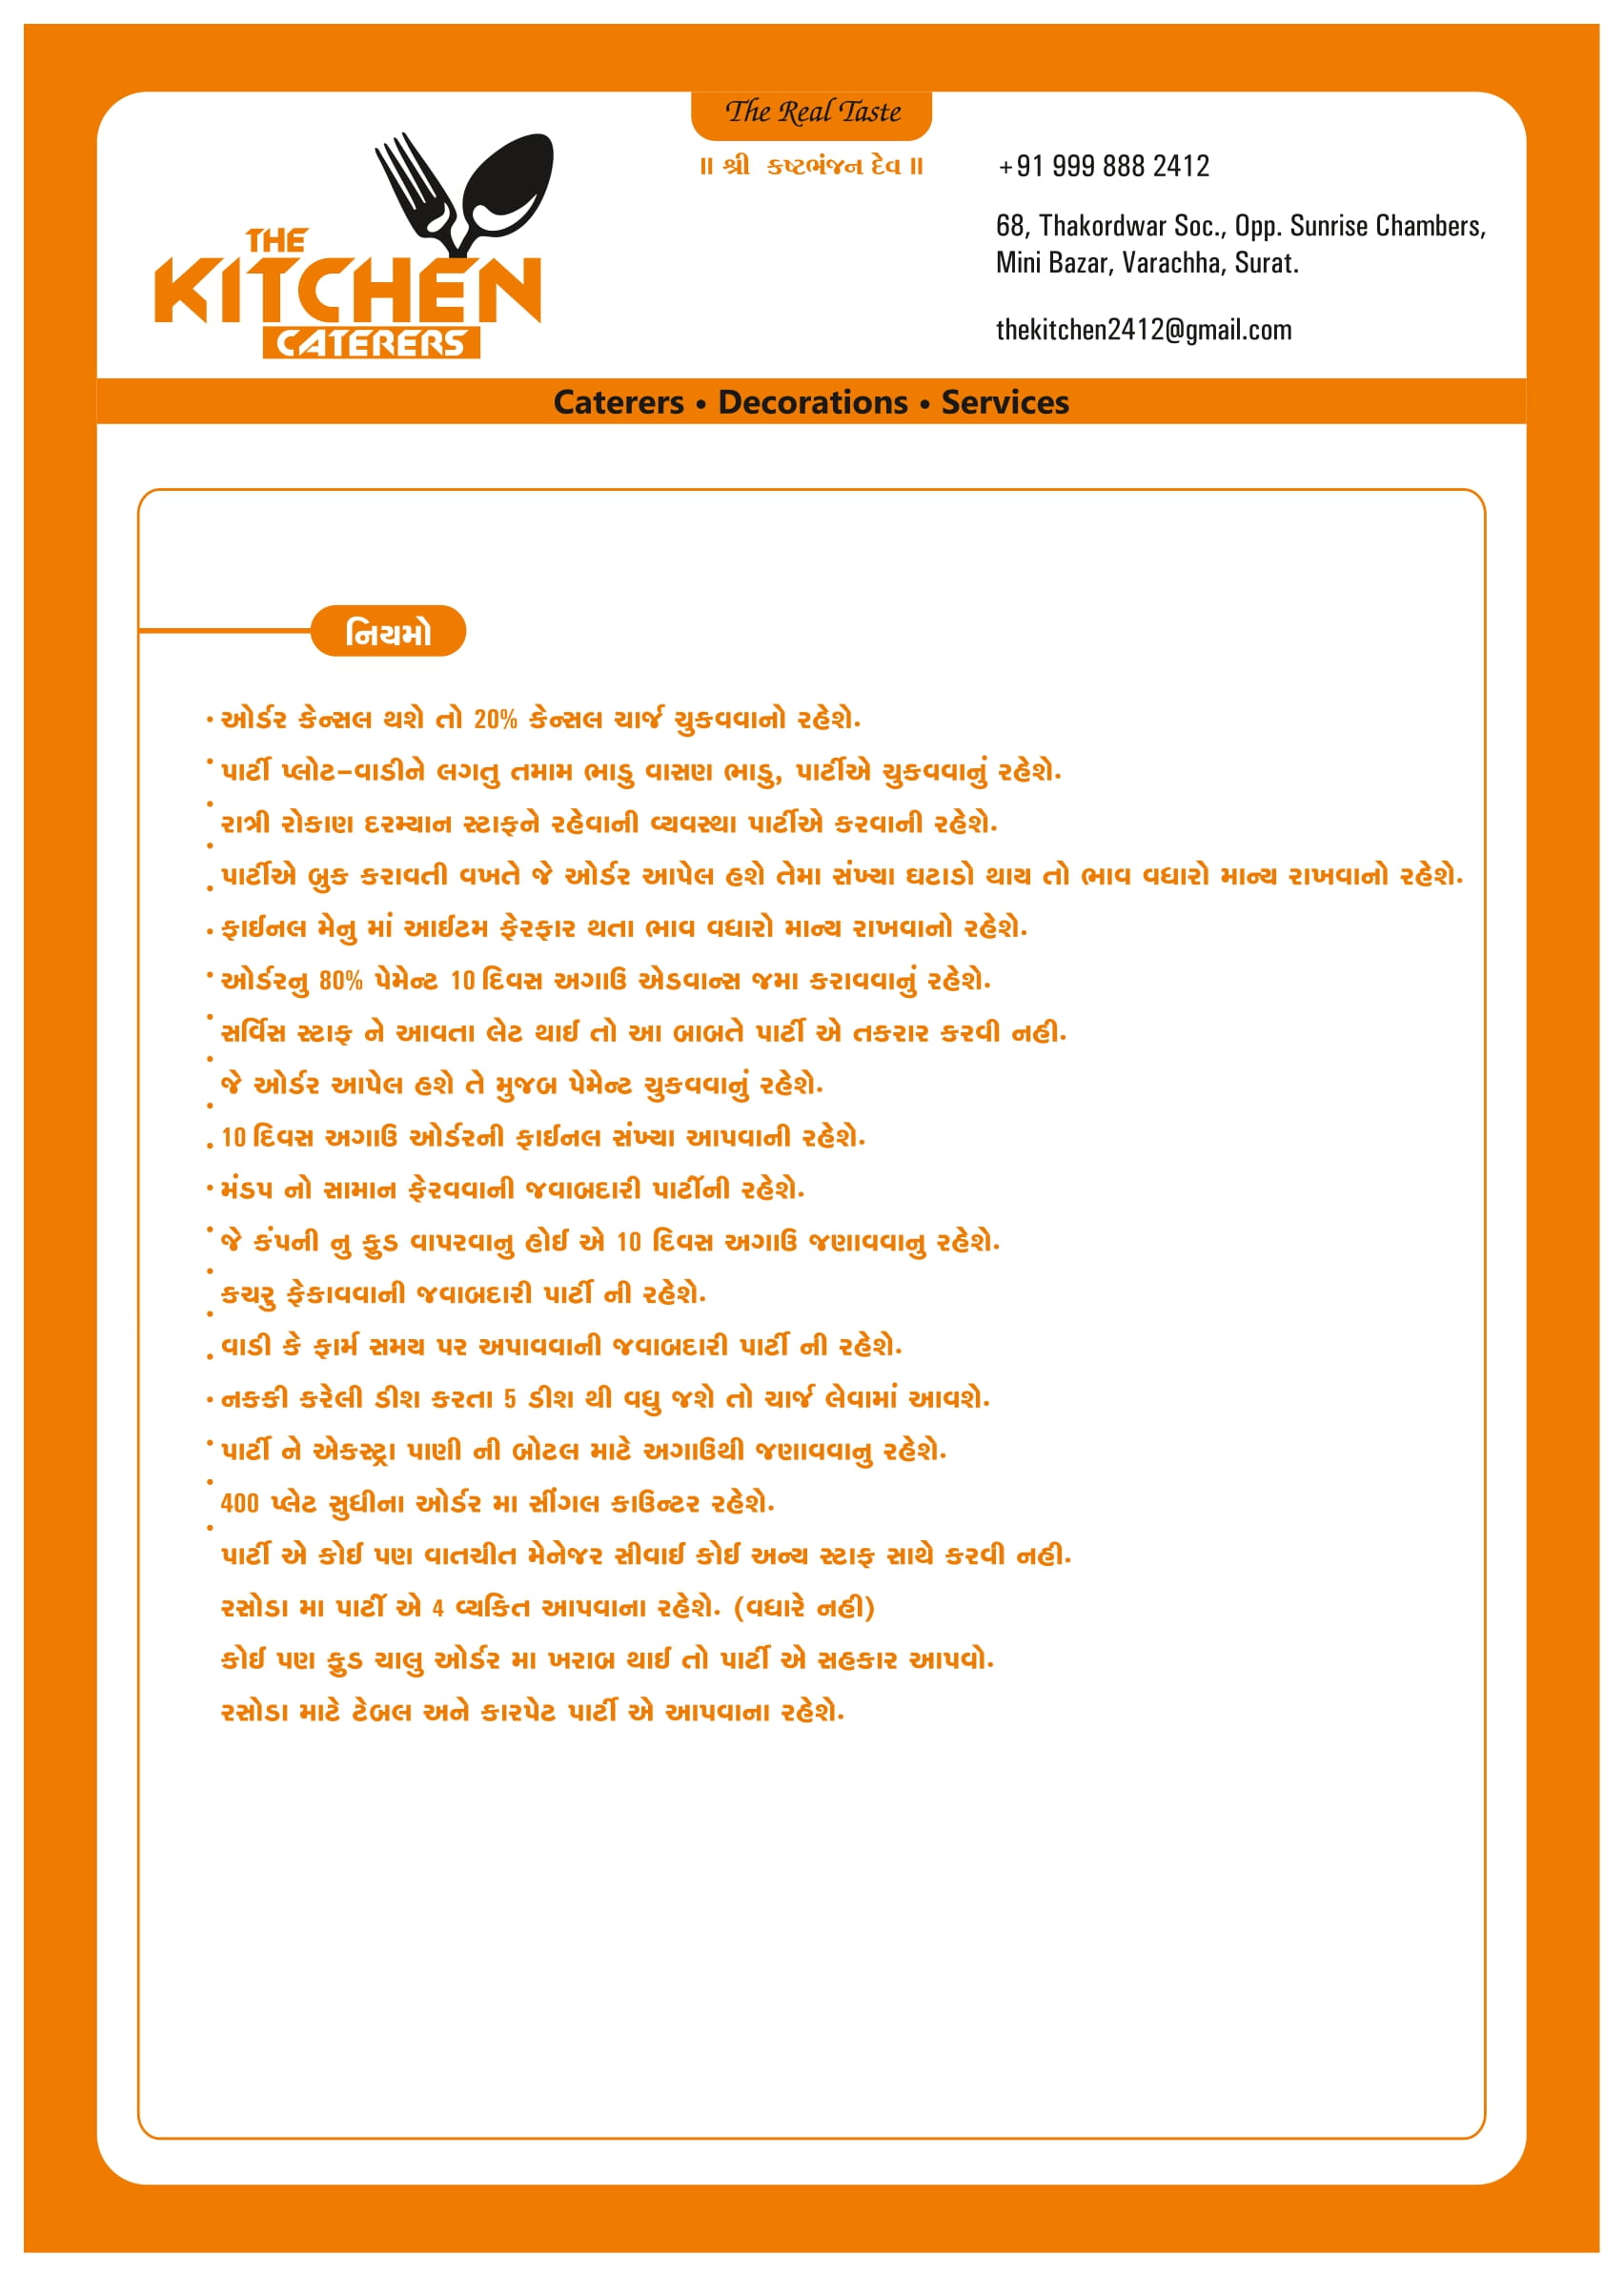 The Real Taste
॥ શ્રી કષ્ટભંજન દેવ ॥
THE
KITCHEN
CATERERS
+91 999 888 2412
68, Thakordwar Soc., Opp. Sunrise Chambers,
Mini Bazar, Varachha, Surat.
thekitchen2412@gmail.com
Caterers • Decorations • Services
નિયમો
• ઓર્ડર કેન્સલ થશે તો 20% કેન્સલ ચાર્જ ચુકવવાનો રહેશે.
• પાર્ટી પ્લોટ-વાડીને લગતુ તમામ ભાડુ વાસણ ભાડુ, પાર્ટીએ ચુકવવાનું રહેશે.
• રાત્રી રોકાણ દરમ્યાન સ્ટાફને રહેવાની વ્યવસ્થા પાર્ટીએ કરવાની રહેશે.
• પાર્ટીએ બુક કરાવતી વખતે જે ઓર્ડર આપેલ હશે તેમા સંખ્યા ઘટાડો થાય તો ભાવ વધારો માન્ય રાખવાનો રહેશે.
• ફાઈનલ મેનુ માં આઈટમ ફેરફાર થતા ભાવ વધારો માન્ય રાખવાનો રહેશે.
• ઓર્ડરનુ 80% પેમેન્ટ 10 દિવસ અગાઉ એડવાન્સ જમા કરાવવાનું રહેશે.
• સર્વિસ સ્ટાફ ને આવતા લેટ થાઈ તો આ બાબતે પાર્ટી એ તકરાર કરવી નહી.
• જે ઓર્ડર આપેલ હશે તે મુજબ પેમેન્ટ ચુકવવાનું રહેશે.
• 10 દિવસ અગાઉ ઓર્ડરની ફાઈનલ સંખ્યા આપવાની રહેશે.
• મંડપ નો સામાન ફેરવવાની જવાબદારી પાર્ટીની રહેશે.
• જે કંપની નુ ફુડ વાપરવાનુ હોઈ એ 10 દિવસ અગાઉ જણાવવાનુ રહેશે.
• કચરુ ફેકાવવાની જવાબદારી પાર્ટી ની રહેશે.
• વાડી કે ફાર્મ સમય પર અપાવવાની જવાબદારી પાર્ટી ની રહેશે.
• નકકી કરેલી ડીશ કરતા 5 ડીશ થી વધુ જશે તો ચાર્જ લેવામાં આવશે.
• પાર્ટી ને એકસ્ટ્રા પાણી ની બોટલ માટે અગાઉથી જણાવવાનુ રહેશે.
• 400 પ્લેટ સુધીના ઓર્ડર મા સીંગલ કાઉન્ટર રહેશે.
• પાર્ટી એ કોઈ પણ વાતચીત મેનેજર સીવાઈ કોઈ અન્ય સ્ટાફ સાથે કરવી નહી.
રસોડા મા પાર્ટી એ 4 વ્યકિત આપવાના રહેશે. (વધારે નહી)
કોઈ પણ ફુડ ચાલુ ઓર્ડર મા ખરાબ થાઈ તો પાર્ટી એ સહકાર આપવો.
રસોડા માટે ટેબલ અને કારપેટ પાર્ટી એ આપવાના રહેશે.